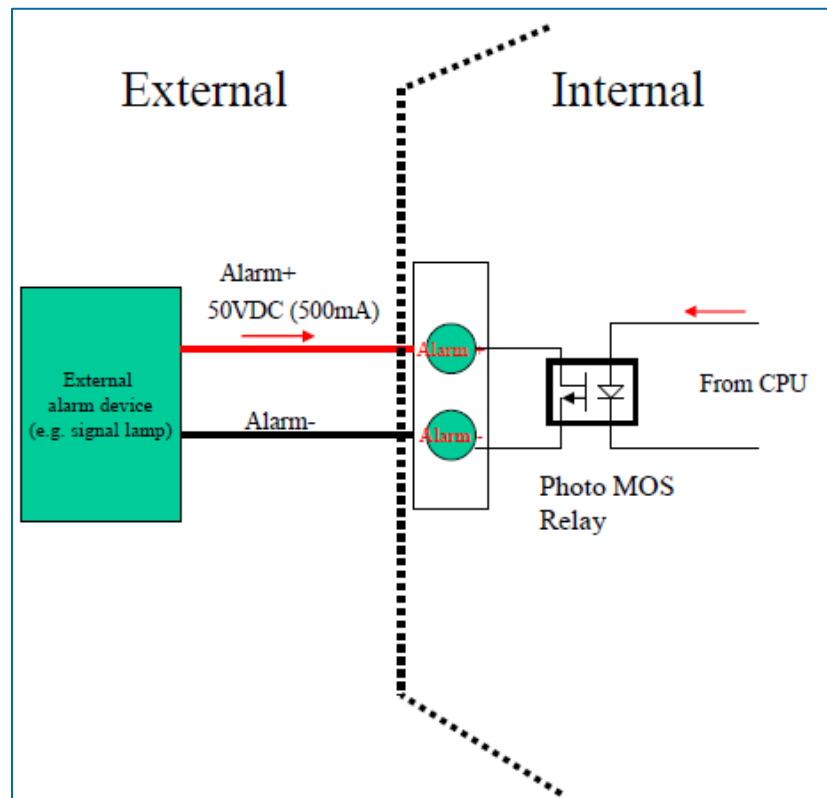 External
Internal
Alarm+
50VDC (500mA)
Alarm +
External
alarm device
(e.g. signal lamp)
From CPU
Alarm-
Alarm -
Photo MOS
Relay